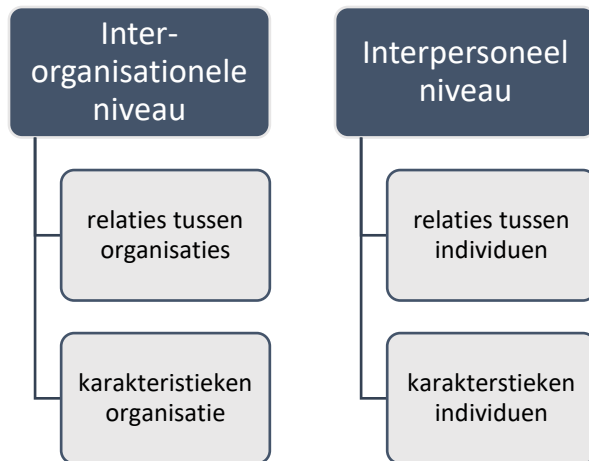 Inter-
organisationele
niveau
relaties tussen
organisaties
karakteristieken
organisatie
Interpersoneel
niveau
relaties tussen
individuen
karakterstieken
individuen